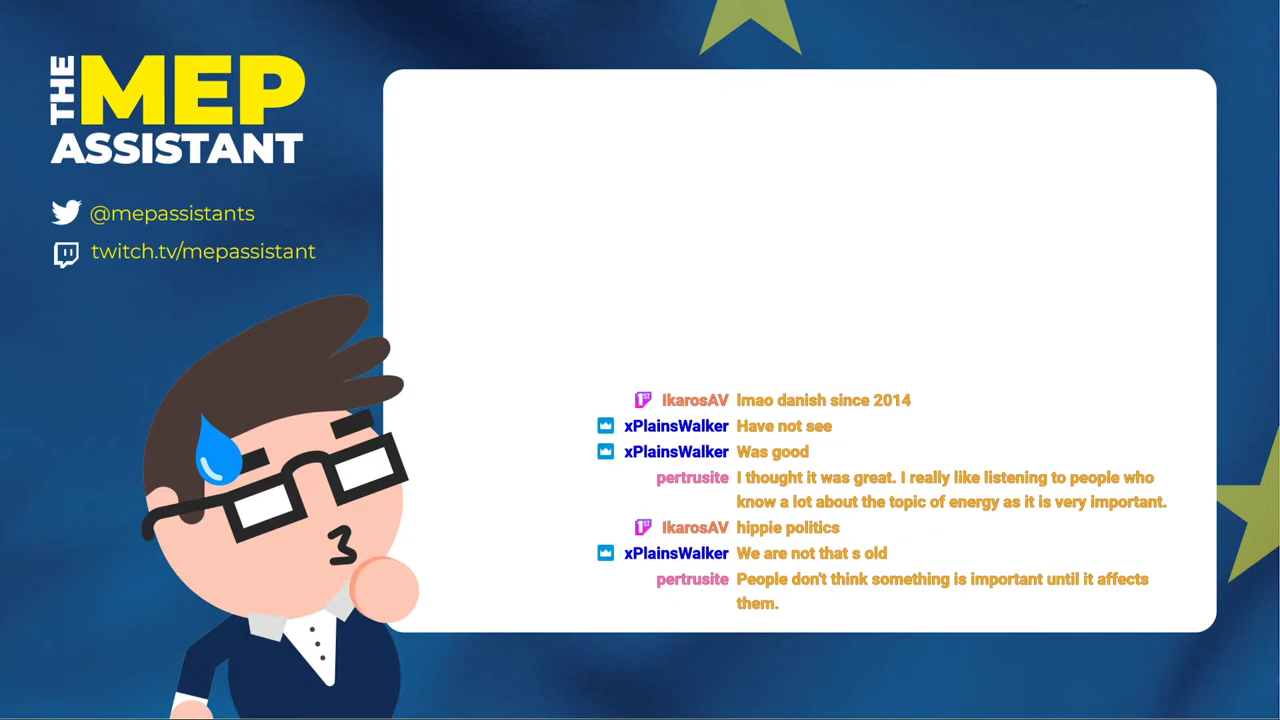 THE MEP
ASSISTANT
@mepassistants
twitch.tv/mepassistant
1ST IkarosAV lmao danish since 2014
xPlainsWalker Have not see
xPlainsWalker Was good
pertrusite I thought it was great. I really like listening to people who
know a lot about the topic of energy as it is very important.
1ST IkarosAV hippie politics
xPlainsWalker We are not that s old
pertrusite People don't think something is important until it affects
them.